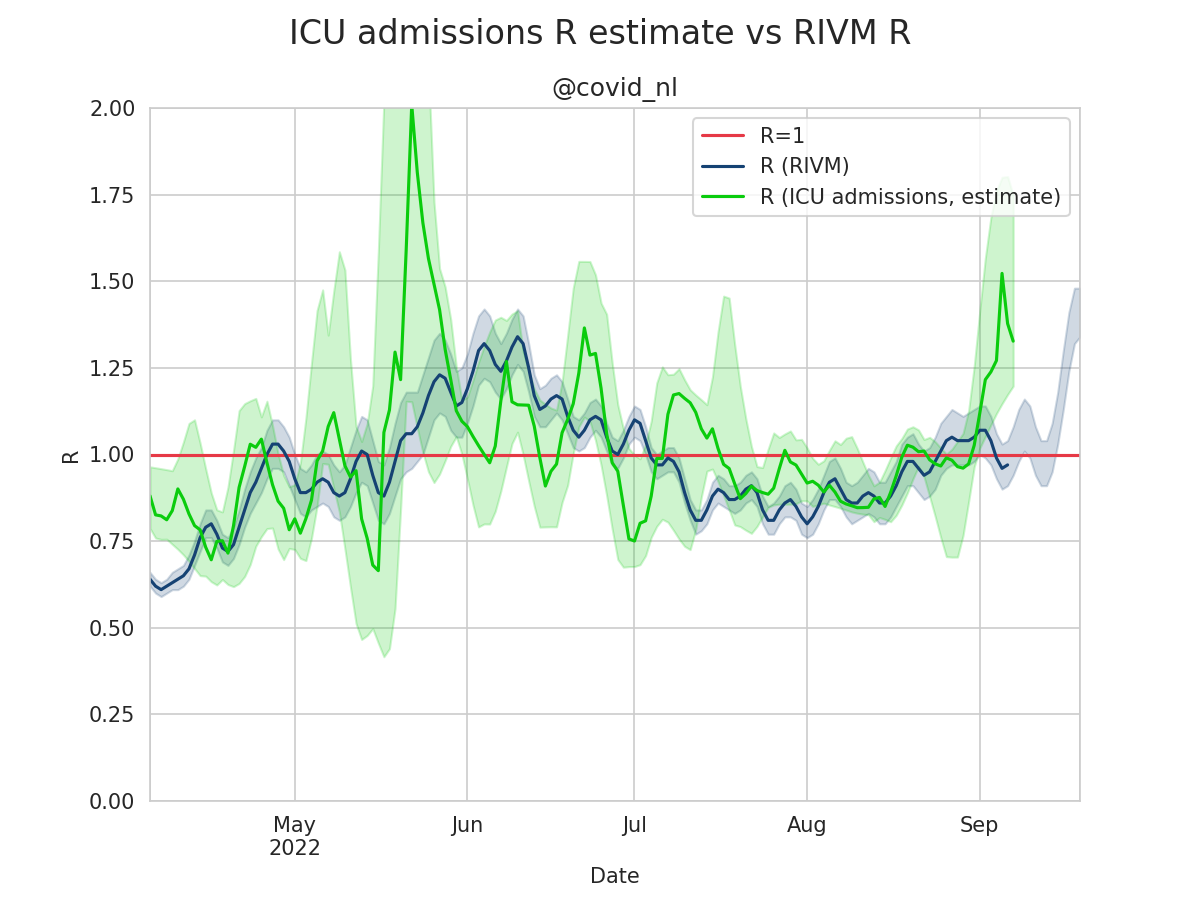 ICU admissions R estimate vs RIVM R
@covid_nl
R=1
R (RIVM)
R (ICU admissions, estimate)
2.00
1.75
1.50
1.25
1.00
0.75
0.50
0.25
0.00
R
May
2022
Jun
Jul
Aug
Sep
Date